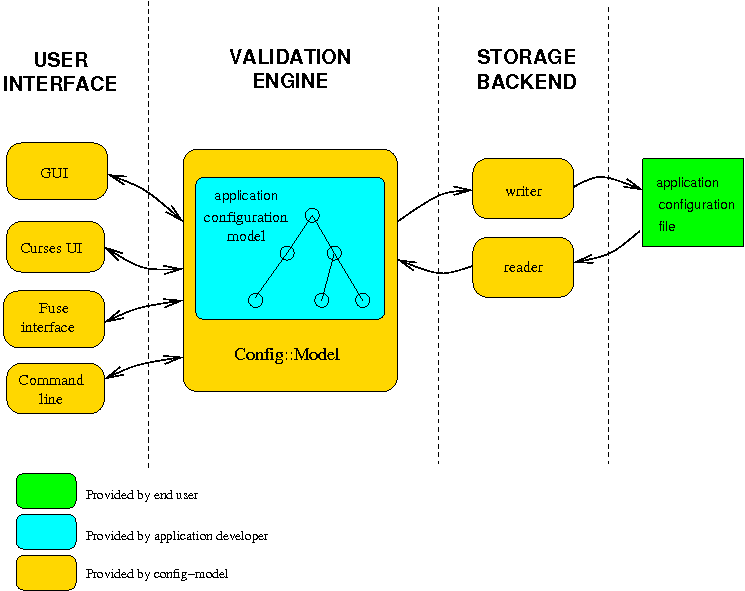 USER
INTERFACE
VALIDATION
ENGINE
STORAGE
BACKEND
GUI
Curses UI
Fuse
interface
Command
line
application
configuration
model
Config::Model
writer
reader
application
configuration
file
Provided by end user
Provided by application developer
Provided by config-model